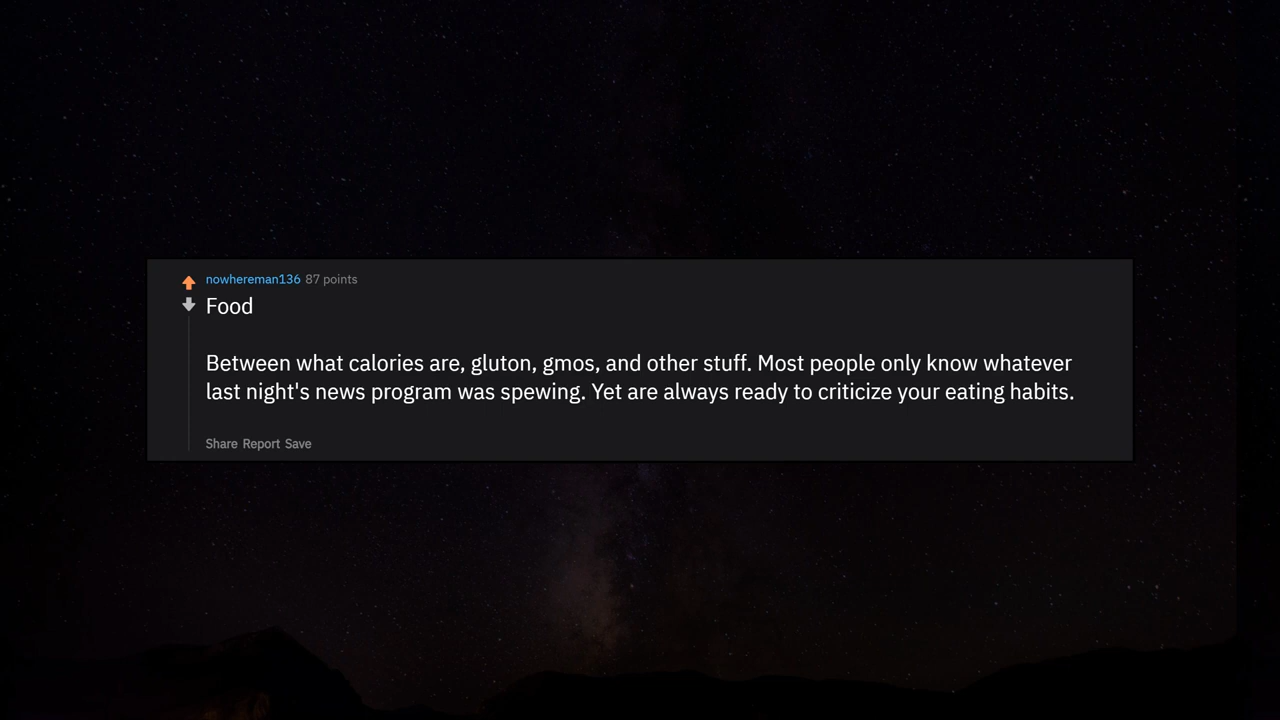 nowhereman136 87 points
Food
Between what calories are, gluton, gmos, and other stuff. Most people only know whatever
last night's news program was spewing. Yet are always ready to criticize your eating habits.
Share Report Save